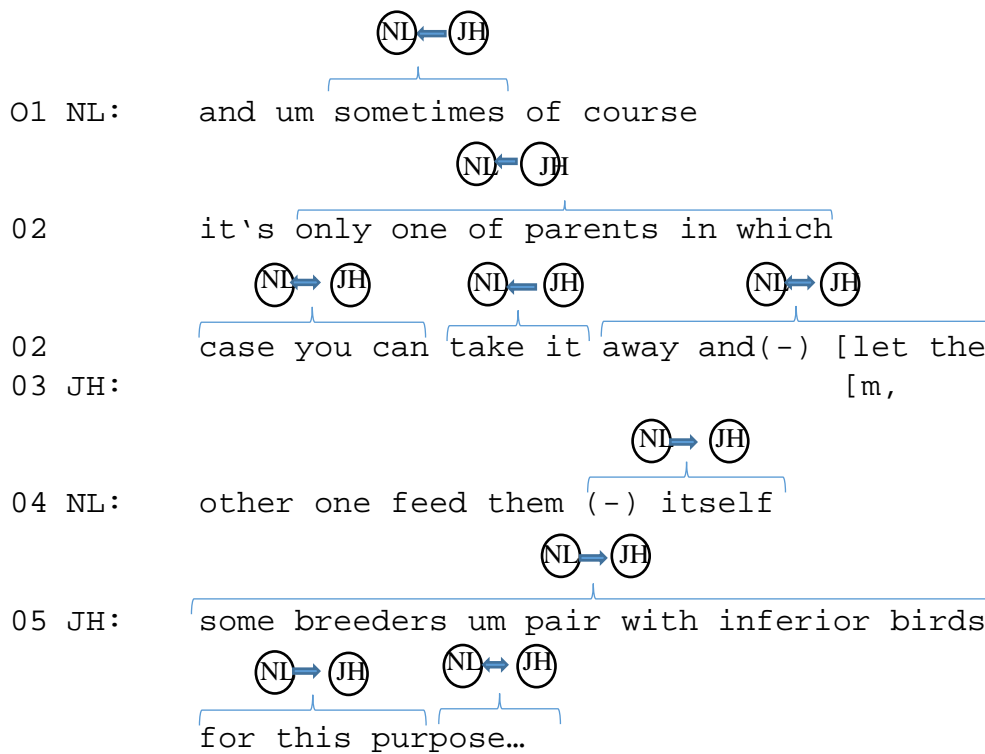 NL JH
O1 NL: and um sometimes of course
NL JH
02 it's only one of parents in which
NL JH NL JH NL JH
02 case you can take it away and(-) [let the
03 JH: [m,
NL JH
04 NL: other one feed them (-) itself
NL JH
05 JH: some breeders um pair with inferior birds
NL JH NL JH
for this purpose…